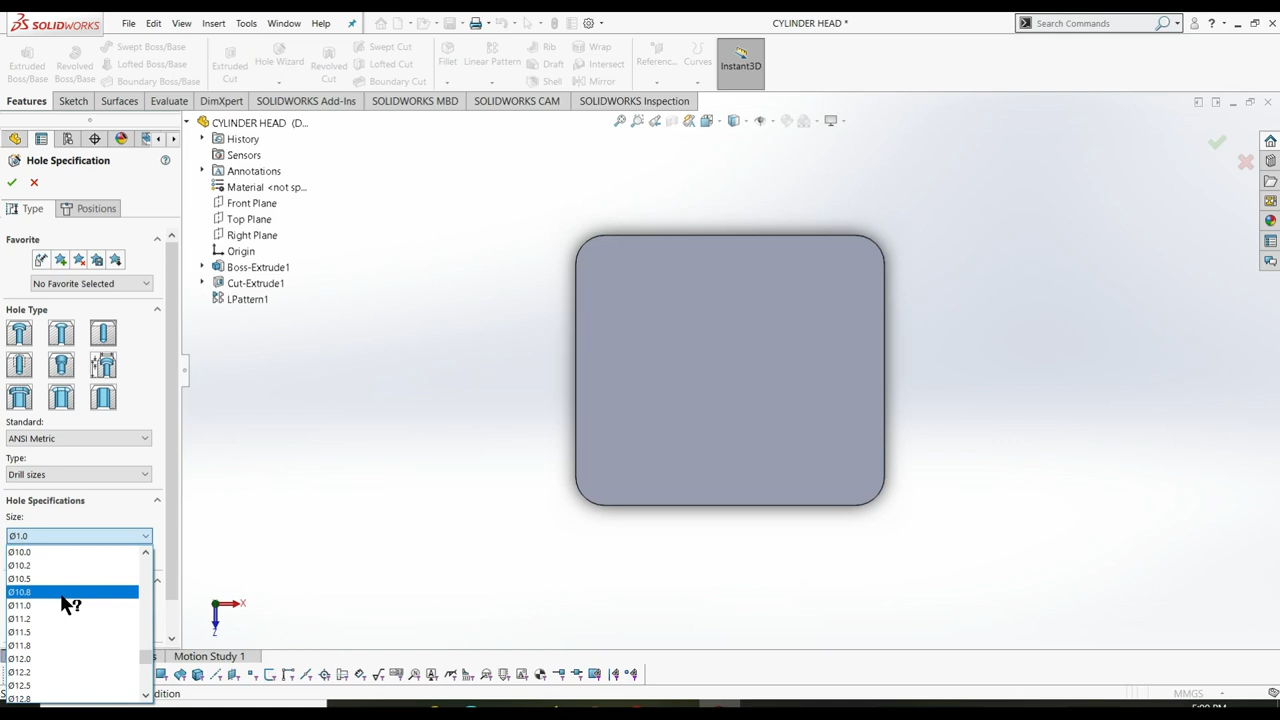 SOLIDWORKS File Edit View Insert Tools Window Help CYLINDER HEAD * Search Commands
Extruded Boss/Base
Revolved Boss/Base
Swept Boss/Base
Lofted Boss/Base
Boundary Boss/Base
Extruded Cut
Hole Wizard
Revolved Cut
Swept Cut
Lofted Cut
Boundary Cut
Fillet
Linear Pattern
Rib
Draft
Shell
Wrap
Intersect
Mirror
Referenc...
Curves
Instant3D
Features Sketch Surfaces Evaluate DimXpert SOLIDWORKS Add-Ins SOLIDWORKS MBD SOLIDWORKS CAM SOLIDWORKS Inspection
Hole Specification
Type Positions
Favorite
No Favorite Selected
Hole Type
Standard:
ANSI Metric
Type:
Drill sizes
Hole Specifications
Size:
Ø1.0
Ø10.0
Ø10.2
Ø10.5
Ø10.8
Ø11.0
Ø11.2
Ø11.5
Ø11.8
Ø12.0
Ø12.2
Ø12.5
Ø12.8
CYLINDER HEAD (D...
History
Sensors
Annotations
Material <not sp...
Front Plane
Top Plane
Right Plane
Origin
Boss-Extrude1
Cut-Extrude1
LPattern1
X
Z
Motion Study 1
MMGS